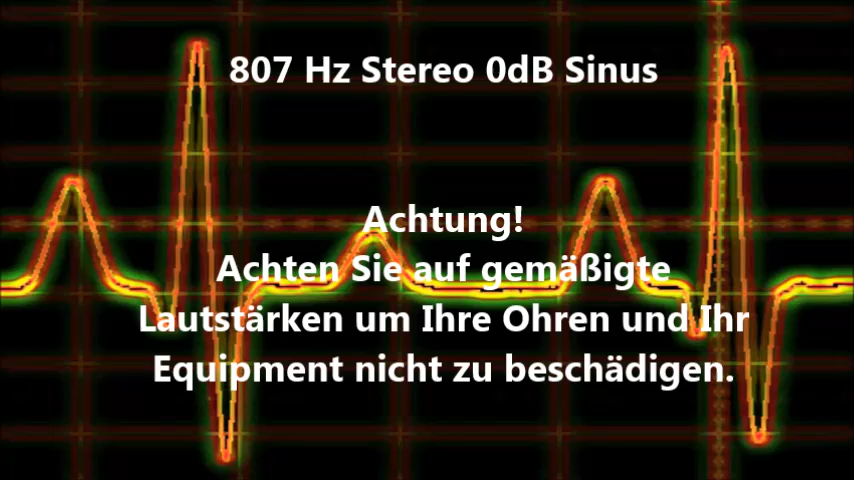 807 Hz Stereo 0dB Sinus
Achtung!
Achten Sie auf gemäßigte
Lautstärken um Ihre Ohren und Ihr
Equipment nicht zu beschädigen.